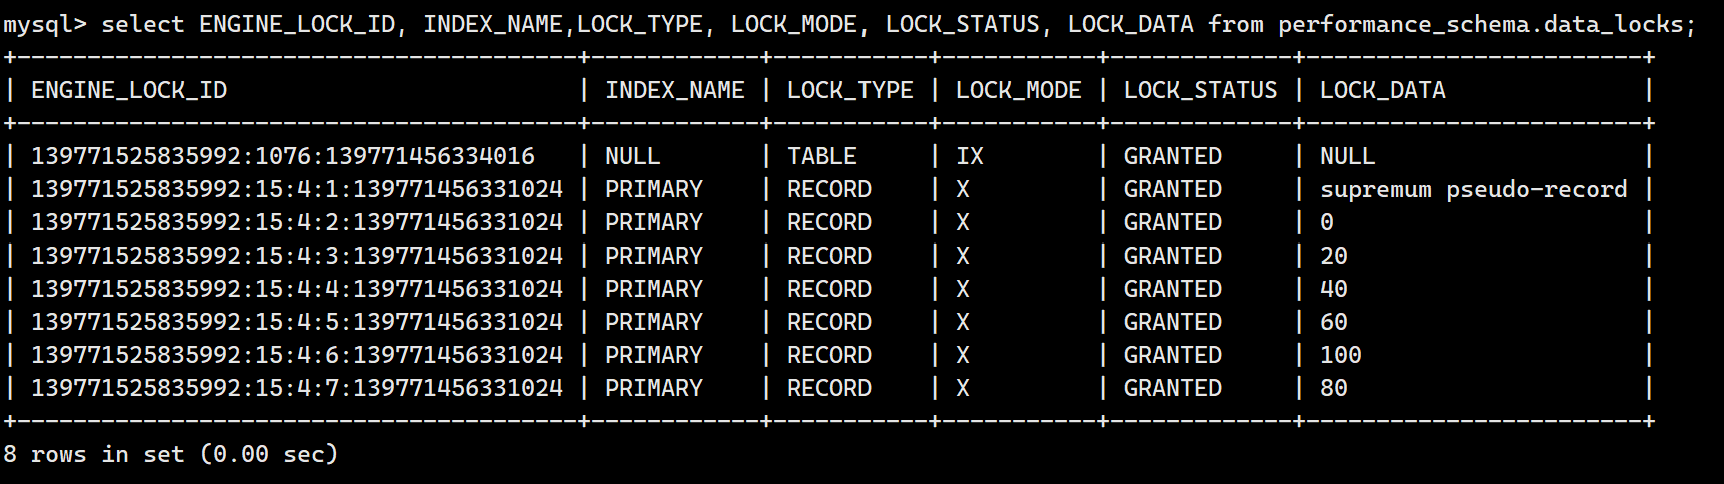 mysql> select ENGINE_LOCK_ID, INDEX_NAME,LOCK_TYPE, LOCK_MODE, LOCK_STATUS, LOCK_DATA from performance_schema.data_locks;
+----------------------------------------+------------+-----------+-----------+-------------+------------------------+
| ENGINE_LOCK_ID                         | INDEX_NAME | LOCK_TYPE | LOCK_MODE | LOCK_STATUS | LOCK_DATA              |
+----------------------------------------+------------+-----------+-----------+-------------+------------------------+
| 139771525835992:1076:139771456334016   | NULL       | TABLE     | IX        | GRANTED     | NULL                   |
| 139771525835992:15:4:1:139771456331024 | PRIMARY    | RECORD    | X         | GRANTED     | supremum pseudo-record |
| 139771525835992:15:4:2:139771456331024 | PRIMARY    | RECORD    | X         | GRANTED     | 0                      |
| 139771525835992:15:4:3:139771456331024 | PRIMARY    | RECORD    | X         | GRANTED     | 20                     |
| 139771525835992:15:4:4:139771456331024 | PRIMARY    | RECORD    | X         | GRANTED     | 40                     |
| 139771525835992:15:4:5:139771456331024 | PRIMARY    | RECORD    | X         | GRANTED     | 60                     |
| 139771525835992:15:4:6:139771456331024 | PRIMARY    | RECORD    | X         | GRANTED     | 100                    |
| 139771525835992:15:4:7:139771456331024 | PRIMARY    | RECORD    | X         | GRANTED     | 80                     |
+----------------------------------------+------------+-----------+-----------+-------------+------------------------+
8 rows in set (0.00 sec)